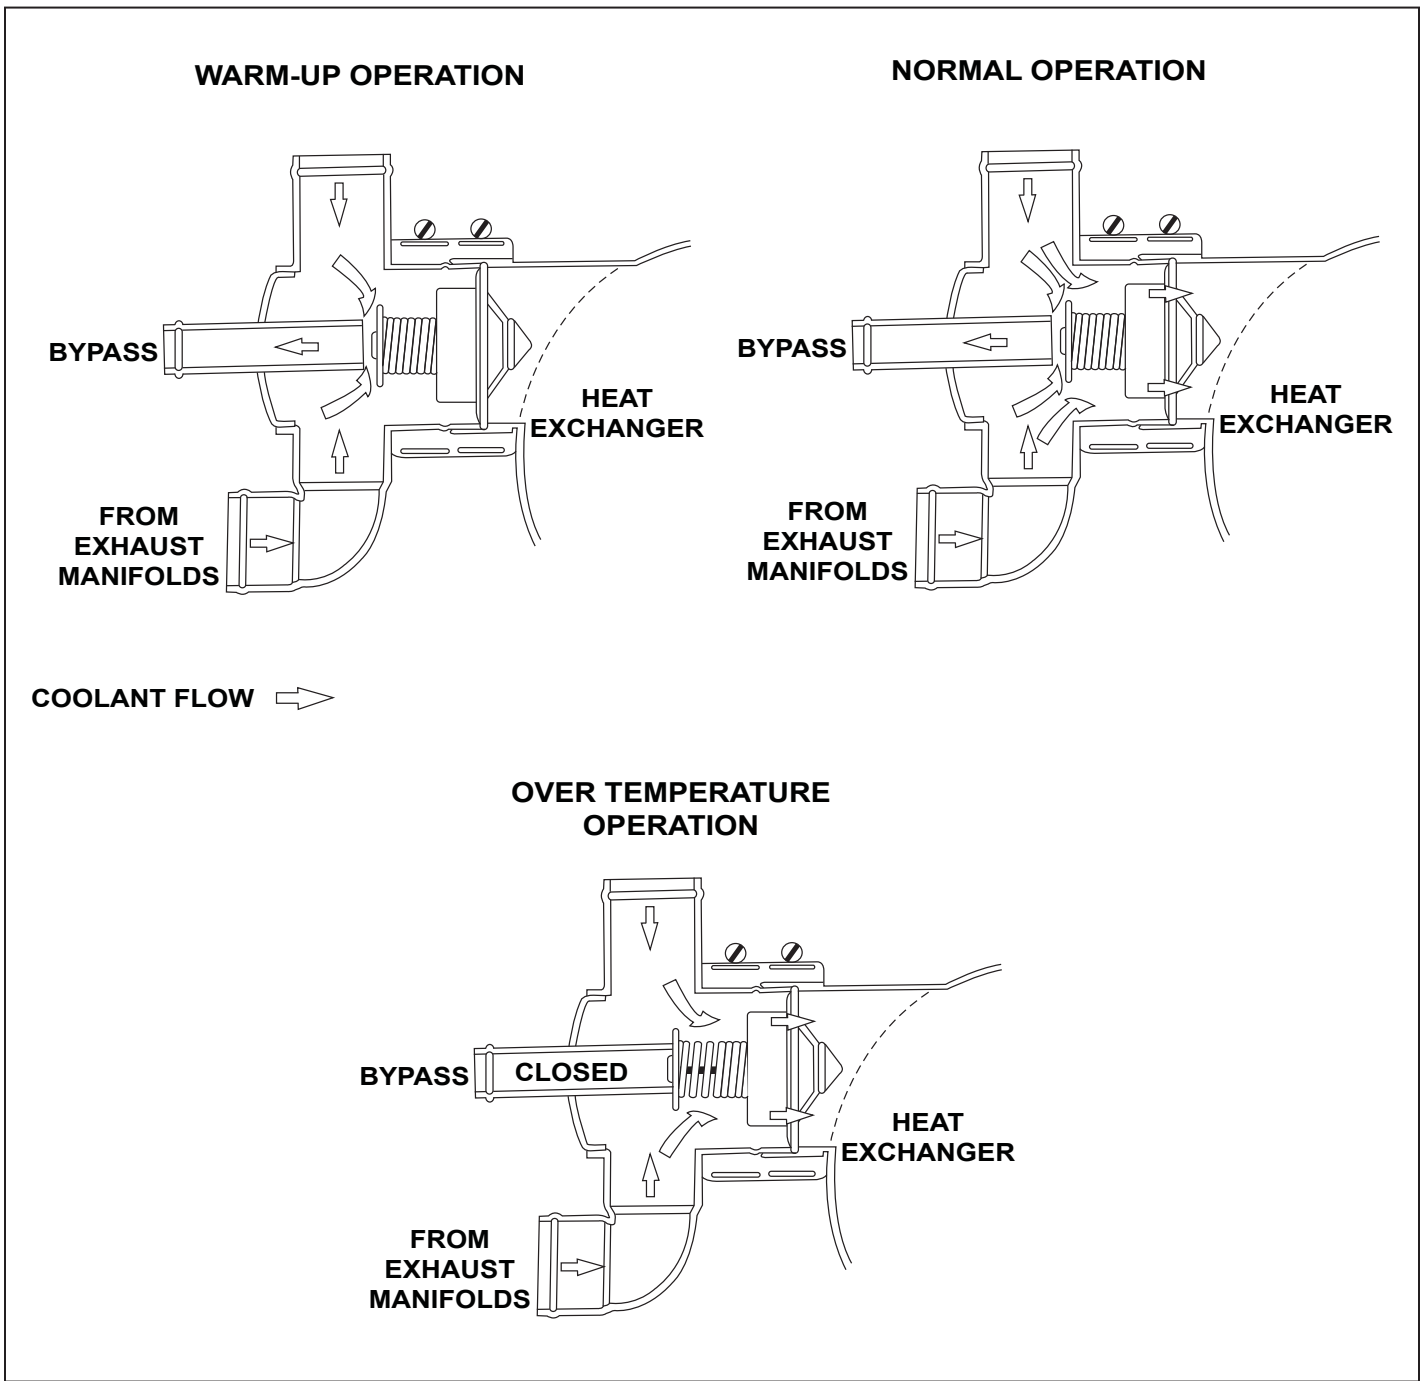 WARM-UP OPERATION
BYPASS
HEAT
EXCHANGER
FROM
EXHAUST
MANIFOLDS
NORMAL OPERATION
BYPASS
HEAT
EXCHANGER
FROM
EXHAUST
MANIFOLDS
COOLANT FLOW
OVER TEMPERATURE
OPERATION
BYPASS
CLOSED
HEAT
EXCHANGER
FROM
EXHAUST
MANIFOLDS